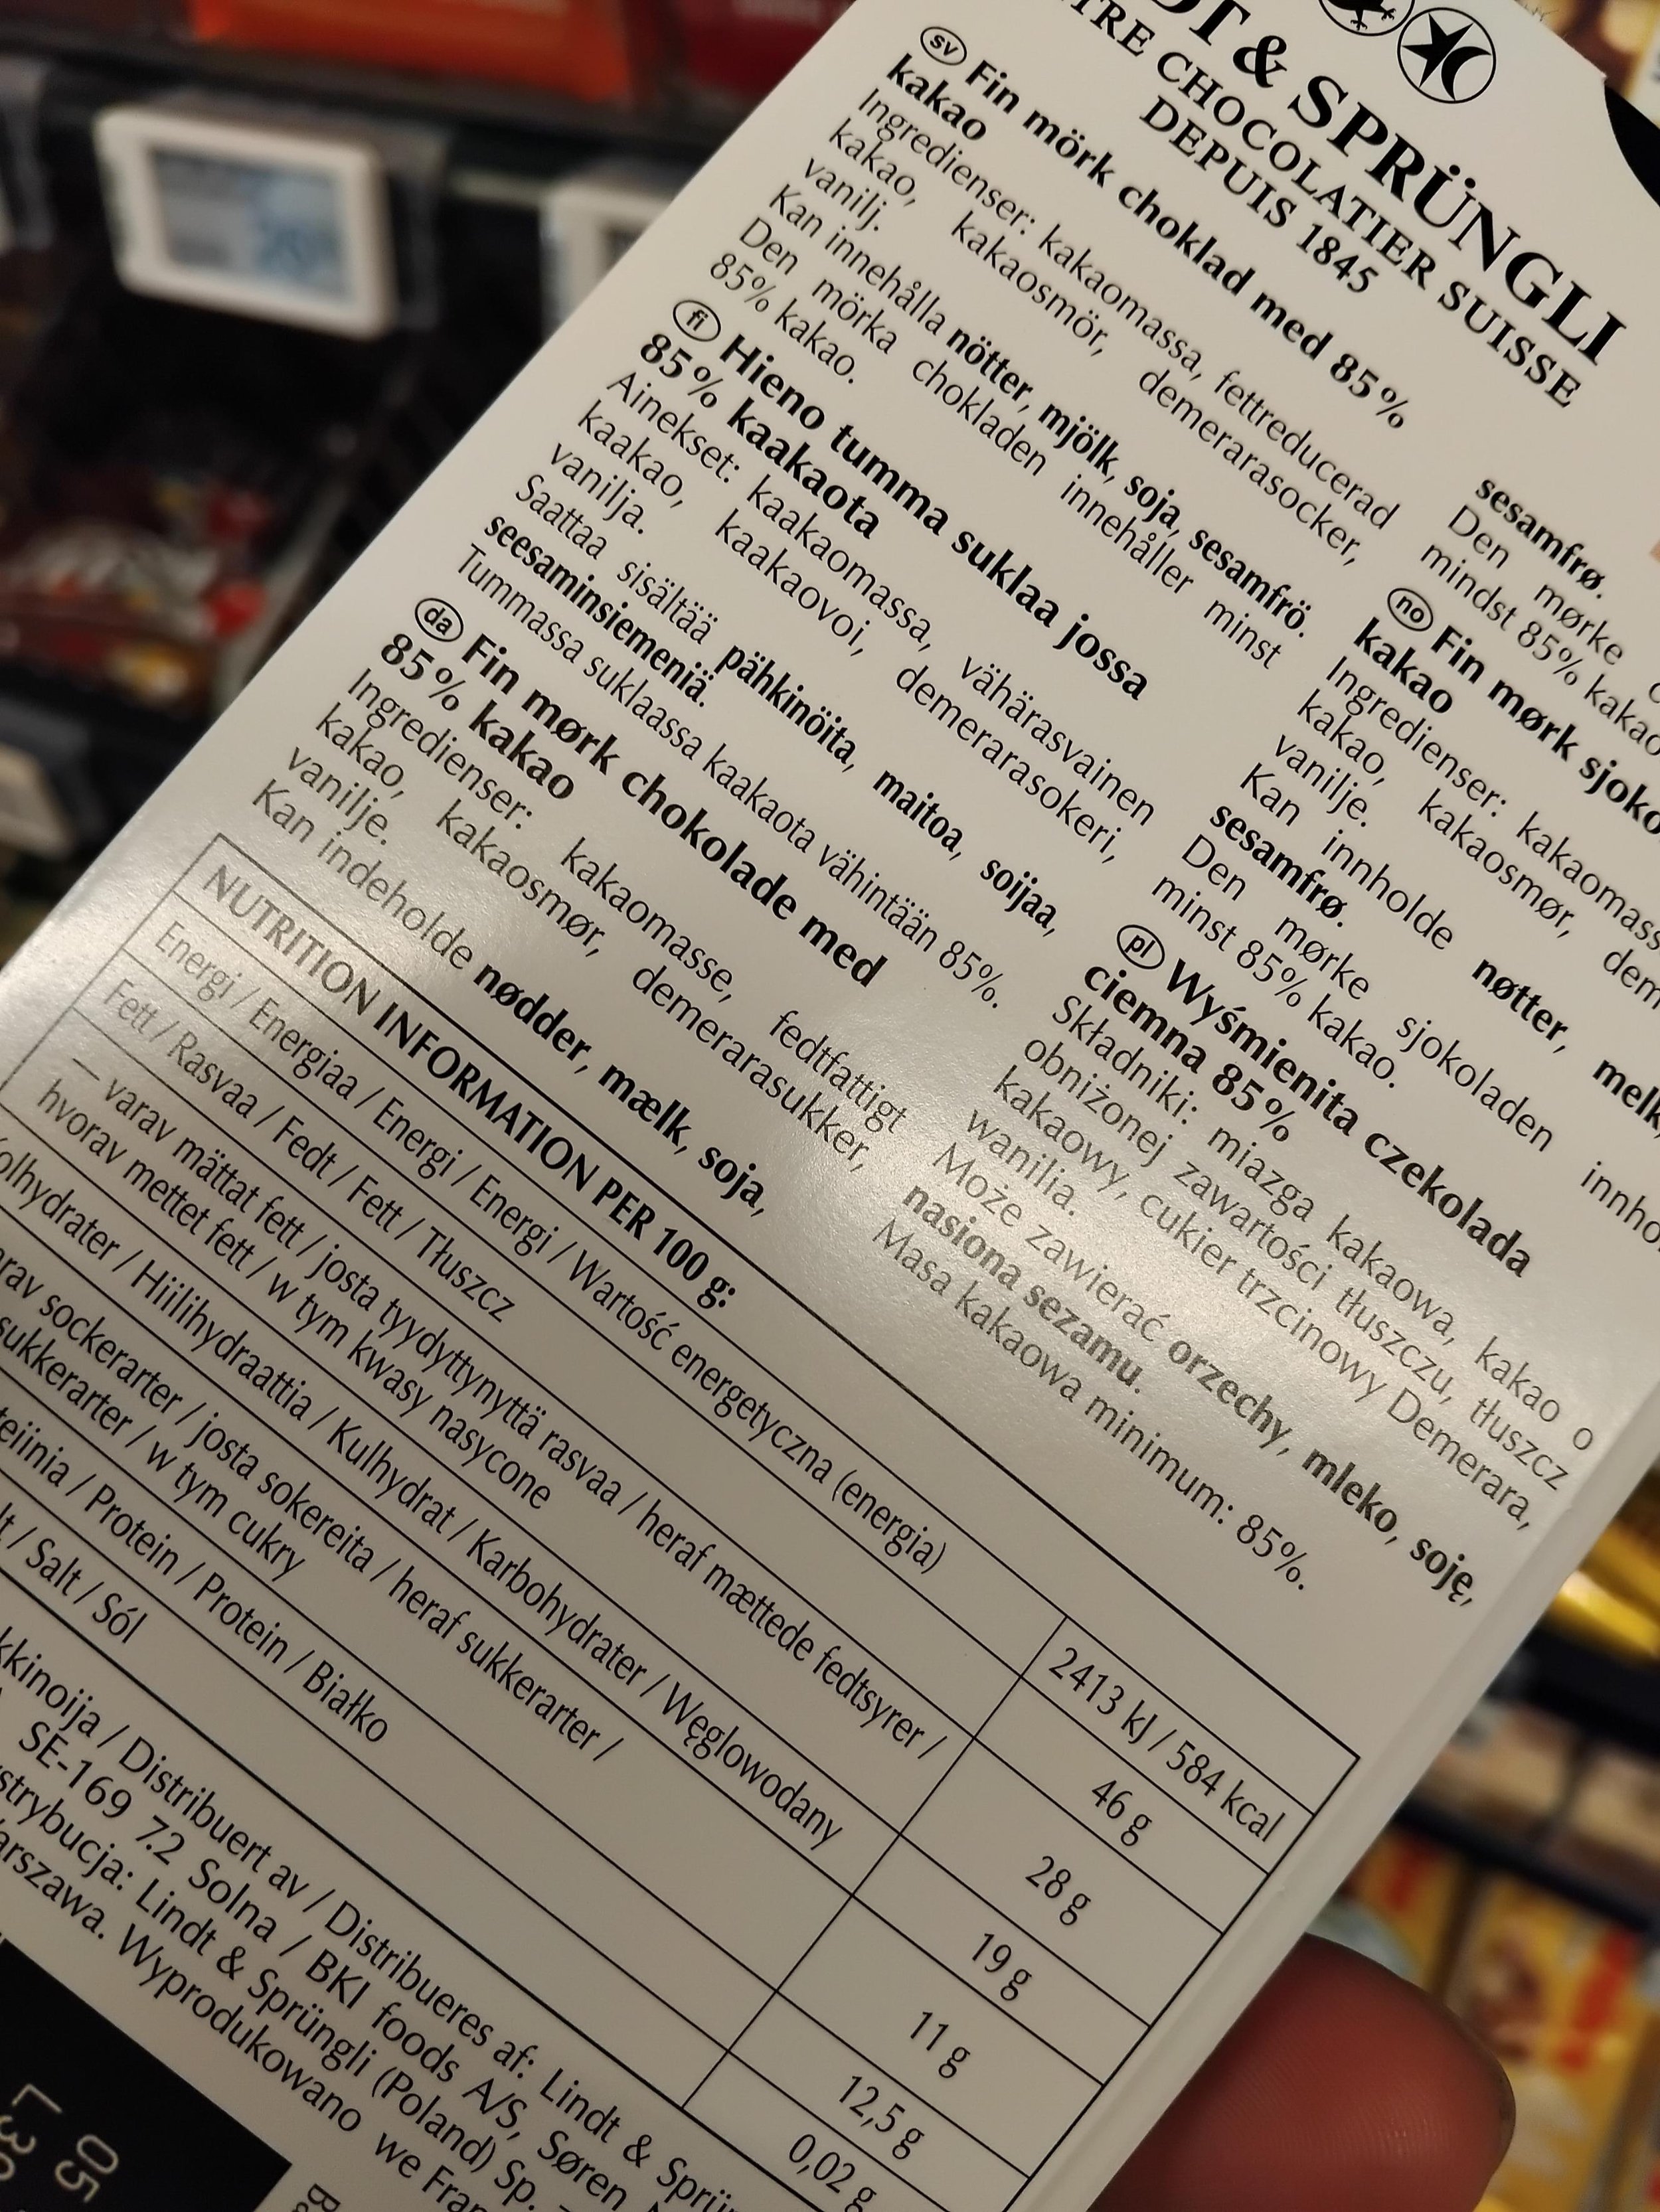 DT & SPRÜNGLI
TRE CHOCOLATIER SUISSE
DEPUIS 1845
sv Fin mörk choklad med 85%
kakao
Ingredienser: kakaomassa, fettreducerad
kakao, kakaosmör, demerarasocker,
vanilj.
Kan innehålla nötter, mjölk, soja, sesamfrö.
Den mörka chokladen innehåller minst
85% kakao.
fi Hieno tumma suklaa jossa
85% kaakaota
Ainekset: kaakaomassa, vähärasvainen
kaakao, kaakaovoi, demerarasokeri,
vanilja.
Saattaa sisältää pähkinöita, maitoa, soijaa,
seesaminsiemeniä.
Tummassa suklaassa kaakaota vähintään 85%.
da Fin mørk chokolade med
85% kakao
Ingredienser: kakaomasse, fedtfattigt
kakao, kakaosmør, demerarasukker,
vanilje.
Kan indeholde nødder, mælk, soja,
sesamfrø.
Den mørke
mindst 85% kakao
no Fin mørk sjoko
kakao
Ingredienser: kakaomass
kakao, kakaosmør, dem
vanilje.
Kan innholde nøtter, melk,
sesamfrø.
Den mørke sjokoladen innho
minst 85% kakao.
pl Wyśmienita czekolada
ciemna 85%
Składniki: miazga kakaowa, kakao o
obniżonej zawartości tłuszczu, tłuszcz
kakaowy, cukier trzcinowy Demerara,
wanilia.
Może zawierać orzechy, mleko, soję,
nasiona sezamu.
Masa kakaowa minimum: 85%.
NUTRITION INFORMATION PER 100 g:
Energi / Energiaa / Energi / Energi / Wartość energetyczna (energia) 2413 kJ / 584 kcal
Fett / Rasvaa / Fedt / Fett / Tłuszcz 46 g
— varav mättat fett / josta tyydyttynyttä rasvaa / heraf mættede fedtsyrer /
hvorav mettet fett / w tym kwasy nasycone 28 g
olhydrater / Hiilihydraattia / Kulhydrat / Karbohydrater / Węglowodany 19 g
rav sockerarter / josta sokereita / heraf sukkerarter /
sukkerarter / w tym cukry 11 g
teiinia / Protein / Protein / Białko 12,5 g
lt / Salt / Sól 0,02 g
kkinoija / Distribuert av / Distribueres af: Lindt & Sprün
SE-169 72 Solna / BKI foods A/S, Søren
strybucja: Lindt & Sprüngli (Poland) Sp.
arszawa. Wyprodukowano we Fran
05